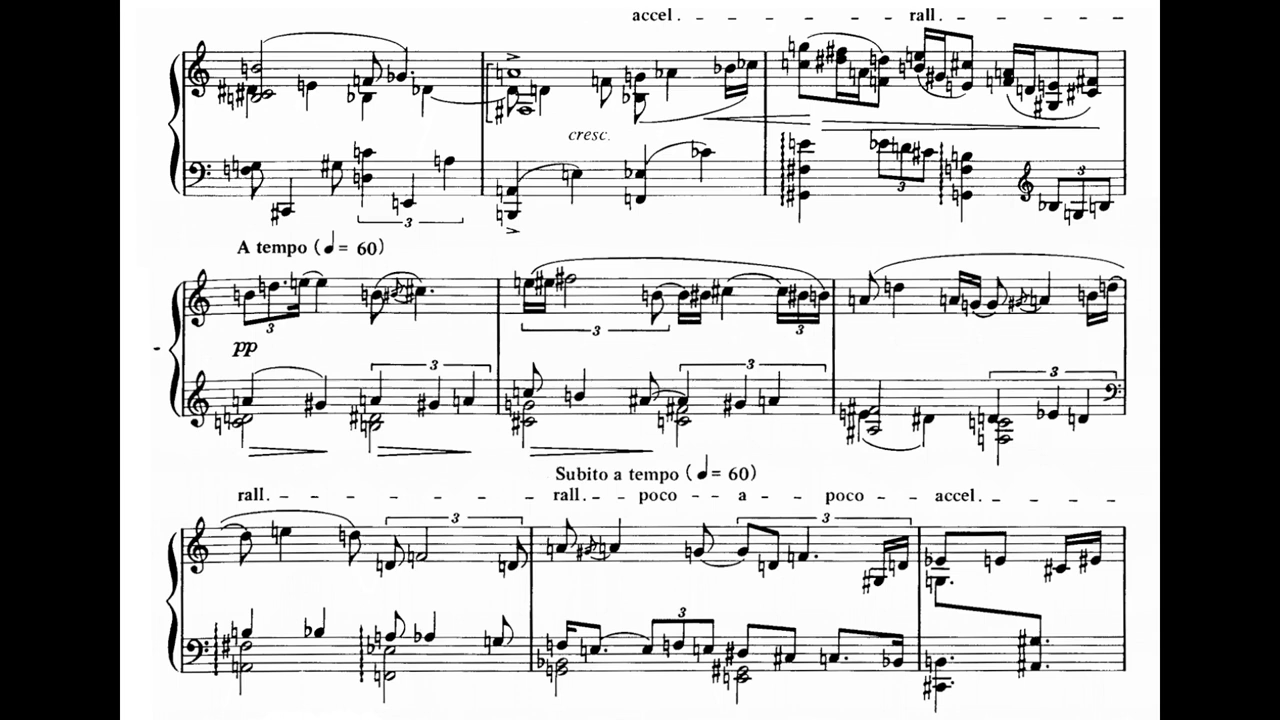 accel. rall.
cresc.
3 3 3
A tempo (♩= 60)
3 3 3
pp
3 3 3
Subito a tempo (♩= 60)
rall. rall. poco a poco accel.
3 3
3